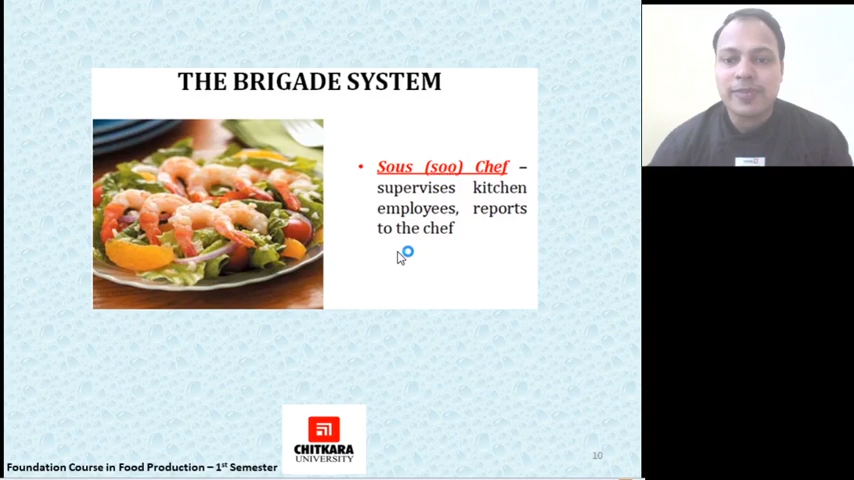 THE BRIGADE SYSTEM
• Sous (soo) Chef –
supervises kitchen
employees, reports
to the chef
CHITKARA
UNIVERSITY
10
Foundation Course in Food Production – 1st Semester